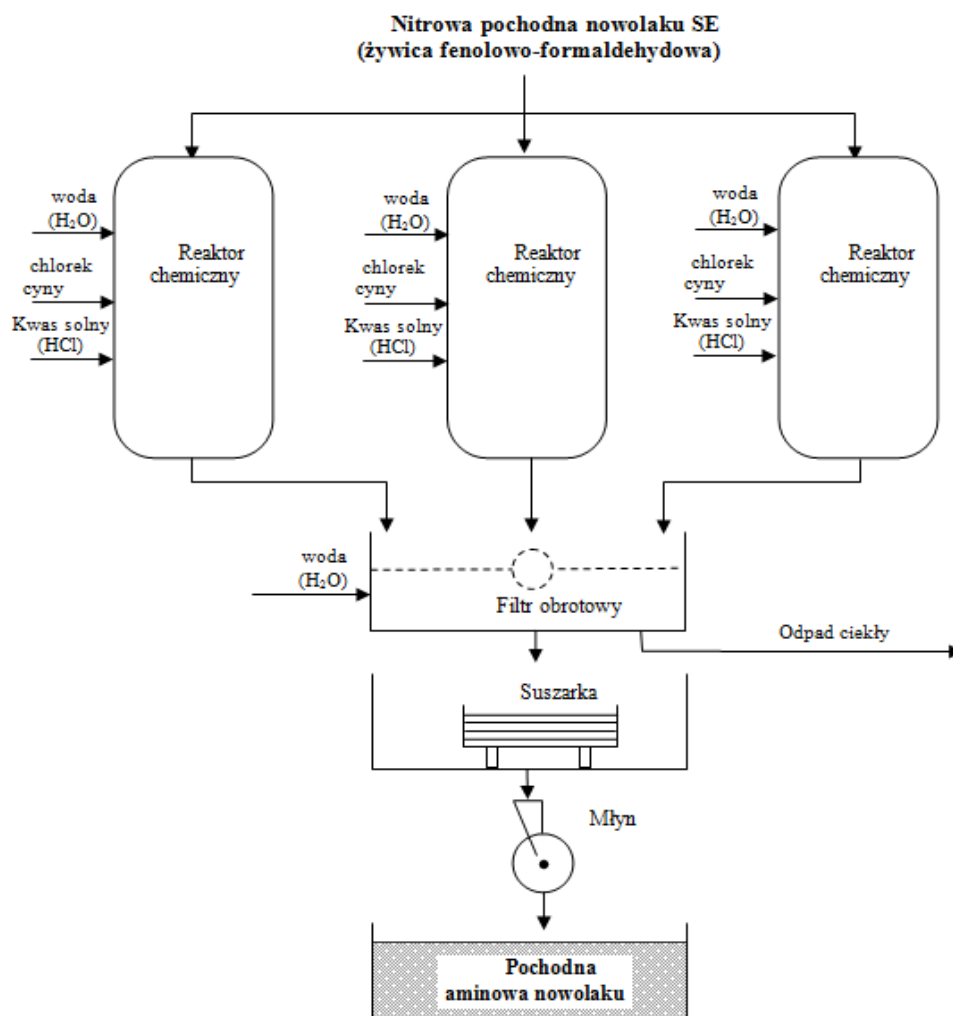 Nitrowa pochodna nowolaku SE
(żywica fenolowo-formaldehydowa)
woda
(H₂O)
chlorek
cyny
Kwas solny
(HCl)
Reaktor
chemiczny
woda
(H₂O)
chlorek
cyny
Kwas solny
(HCl)
Reaktor
chemiczny
woda
(H₂O)
chlorek
cyny
Kwas solny
(HCl)
Reaktor
chemiczny
woda
(H₂O)
Filtr obrotowy
Odpad ciekły
Suszarka
Młyn
Pochodna
aminowa nowolaku